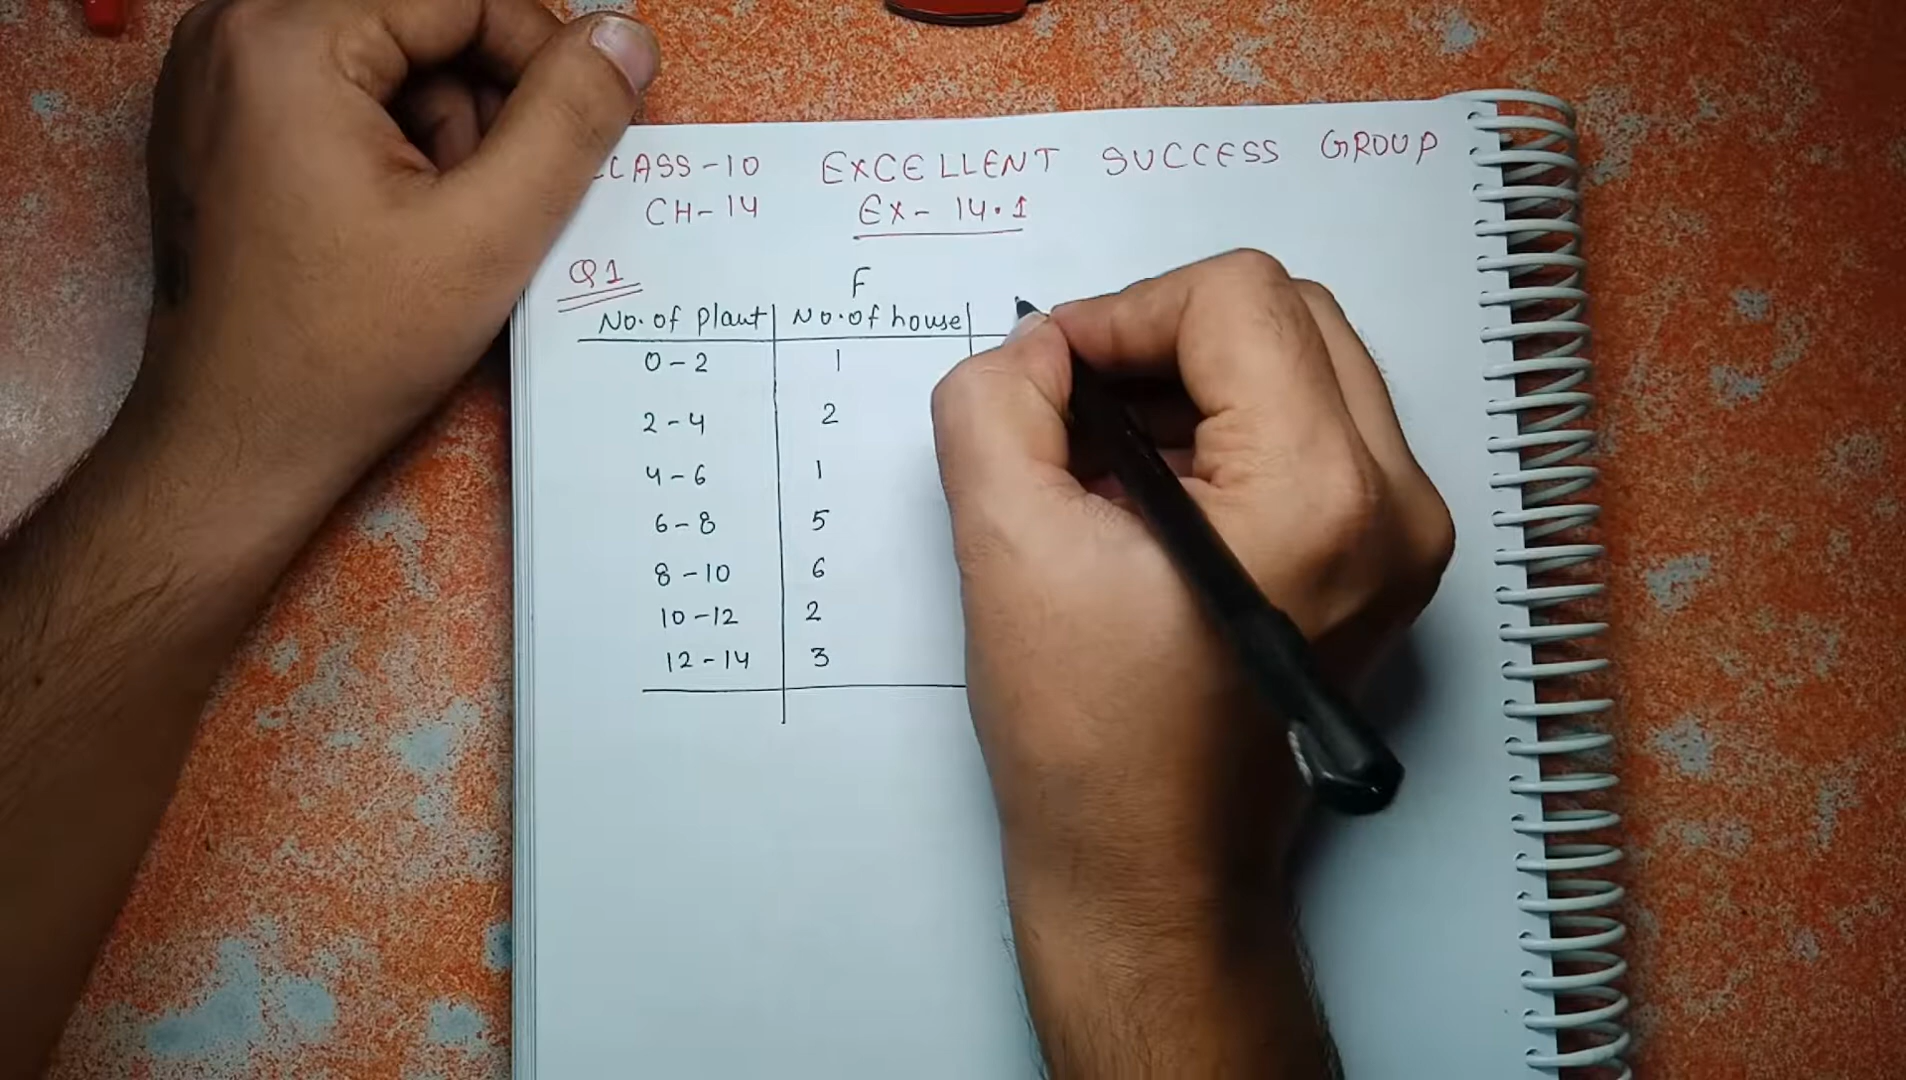 CLASS-10 EXCELLENT SUCCESS GROUP
CH-14 EX-14.1
Q1
F
No. of plant No. of house
0-2 1
2-4 2
4-6 1
6-8 5
8-10 6
10-12 2
12-14 3